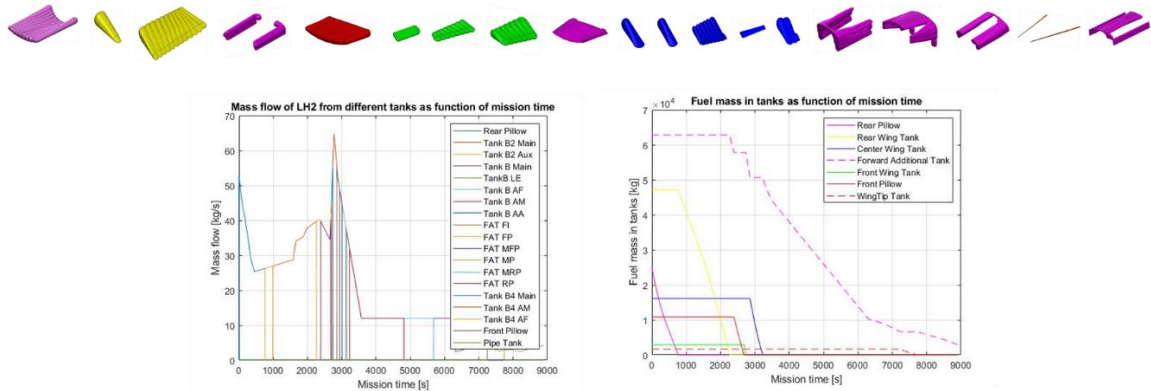 Mass flow of LH2 from different tanks as function of mission time
70
60
50
40
30
20
10
0
Mass flow [kg/s]
0 1000 2000 3000 4000 5000 6000 7000 8000 9000
Mission time [s]
Rear Pillow
Tank B2 Main
Tank B2 Aux
Tank B Main
TankB LE
Tank B AF
Tank B AM
Tank B AA
FAT FI
FAT FP
FAT MFP
FAT MP
FAT MRP
FAT RP
Tank B4 Main
Tank B4 AM
Tank B4 AF
Front Pillow
Pipe Tank
Fuel mass in tanks as function of mission time
×10⁴
7
6
5
4
3
2
1
0
Fuel mass in tanks [kg]
0 1000 2000 3000 4000 5000 6000 7000 8000 9000
Mission time [s]
Rear Pillow
Rear Wing Tank
Center Wing Tank
Forward Additional Tank
Front Wing Tank
Front Pillow
WingTip Tank